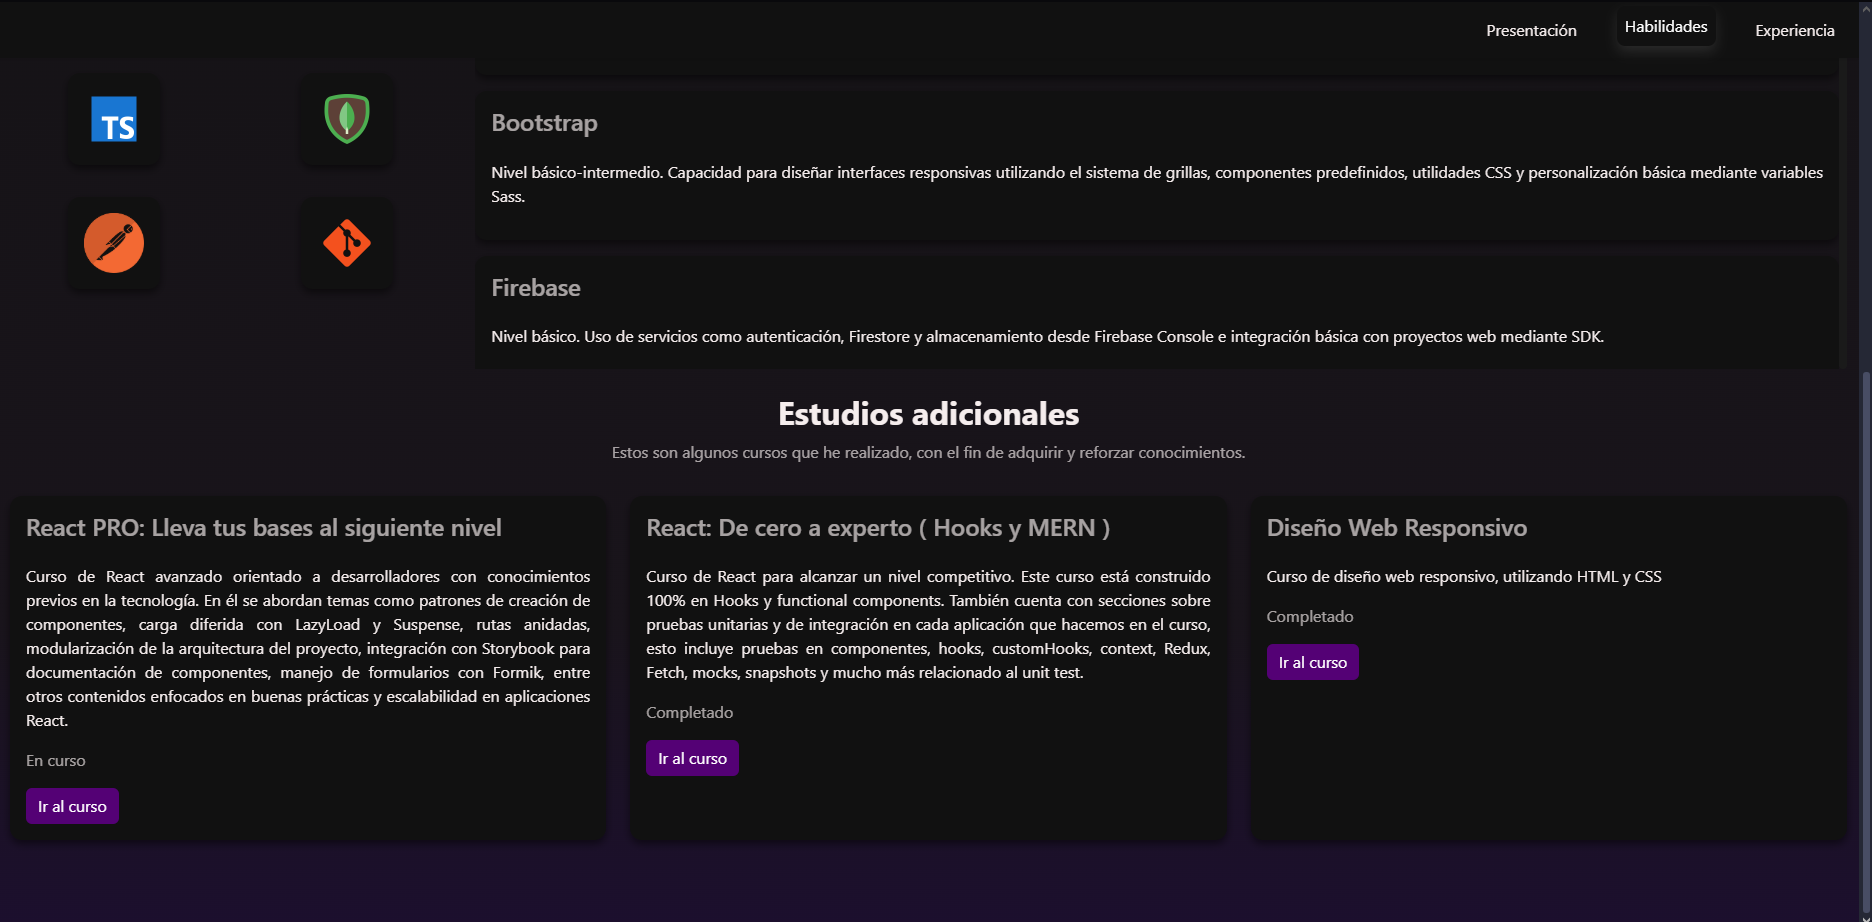 Presentación
Habilidades
Experiencia
TS
Bootstrap
Nivel básico-intermedio. Capacidad para diseñar interfaces responsivas utilizando el sistema de grillas, componentes predefinidos, utilidades CSS y personalización básica mediante variables
Sass.
Firebase
Nivel básico. Uso de servicios como autenticación, Firestore y almacenamiento desde Firebase Console e integración básica con proyectos web mediante SDK.
Estudios adicionales
Estos son algunos cursos que he realizado, con el fin de adquirir y reforzar conocimientos.
React PRO: Lleva tus bases al siguiente nivel
Curso de React avanzado orientado a desarrolladores con conocimientos
previos en la tecnología. En él se abordan temas como patrones de creación de
componentes, carga diferida con LazyLoad y Suspense, rutas anidadas,
modularización de la arquitectura del proyecto, integración con Storybook para
documentación de componentes, manejo de formularios con Formik, entre
otros contenidos enfocados en buenas prácticas y escalabilidad en aplicaciones
React.
En curso
Ir al curso
React: De cero a experto ( Hooks y MERN )
Curso de React para alcanzar un nivel competitivo. Este curso está construido
100% en Hooks y functional components. También cuenta con secciones sobre
pruebas unitarias y de integración en cada aplicación que hacemos en el curso,
esto incluye pruebas en componentes, hooks, customHooks, context, Redux,
Fetch, mocks, snapshots y mucho más relacionado al unit test.
Completado
Ir al curso
Diseño Web Responsivo
Curso de diseño web responsivo, utilizando HTML y CSS
Completado
Ir al curso